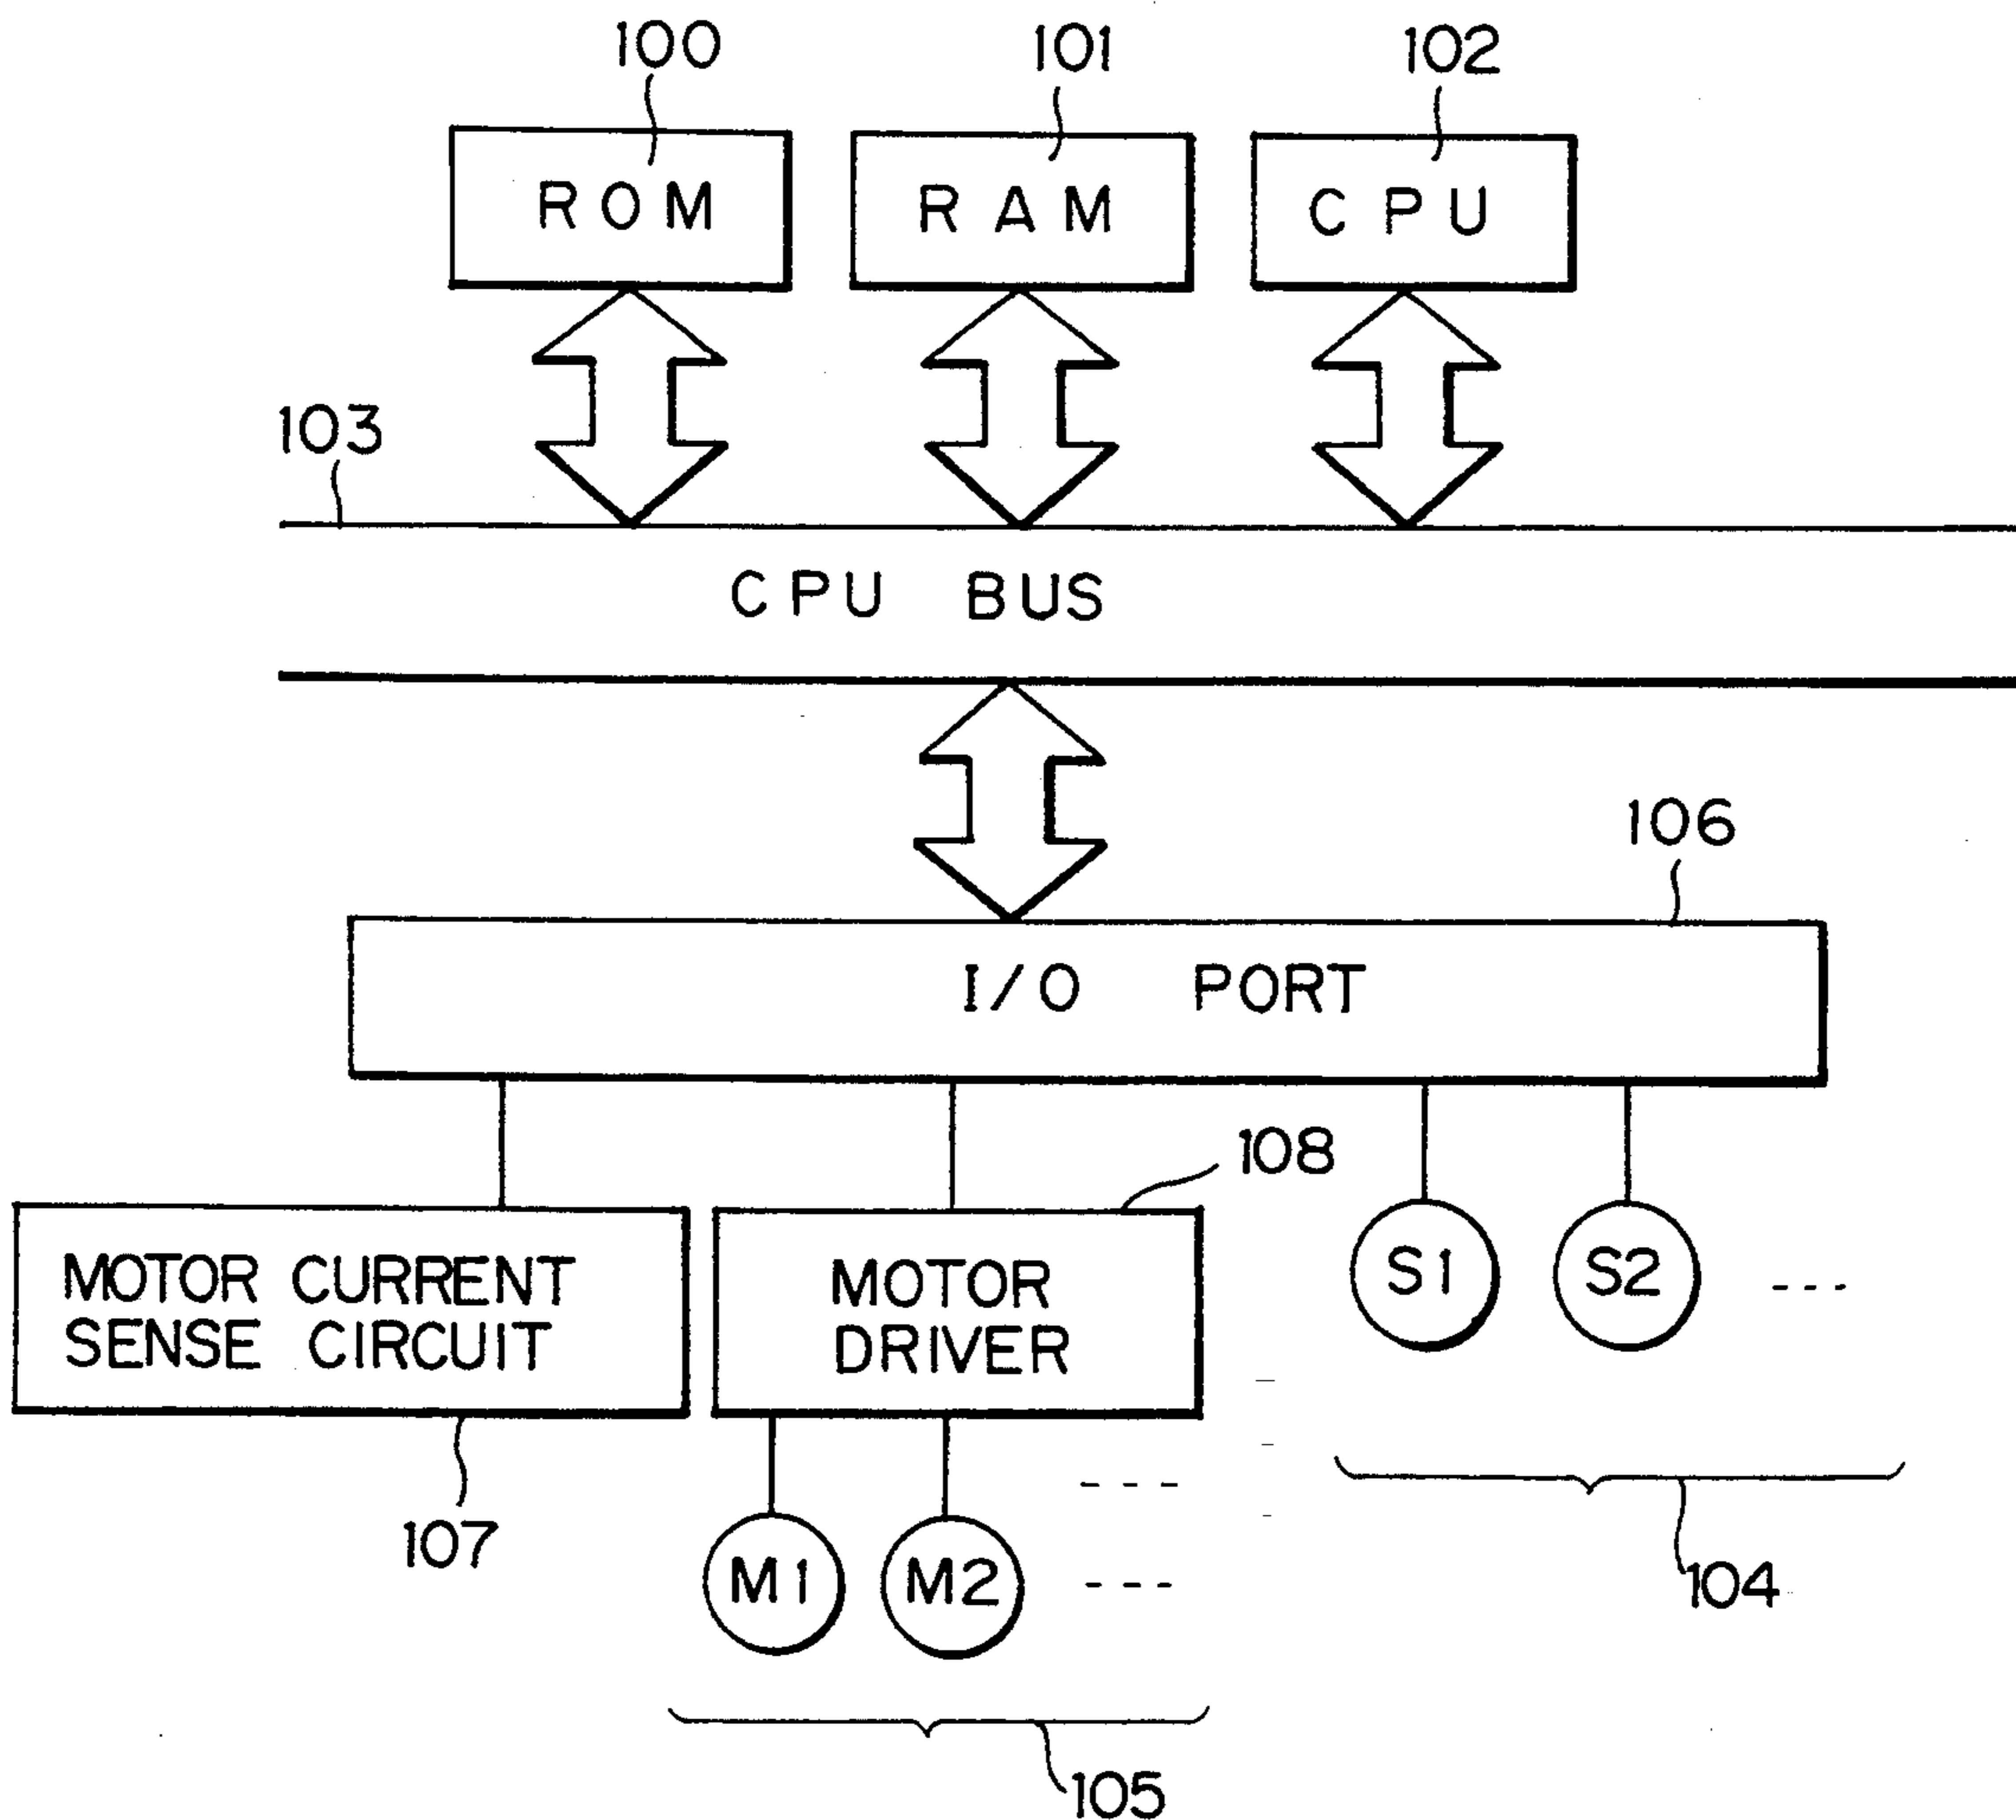 100
101
102
ROM
RAM
CPU
103
CPU BUS
106
I/O PORT
108
MOTOR CURRENT
SENSE CIRCUIT
MOTOR
DRIVER
S1
S2
---
107
---
M1
M2
---
104
105